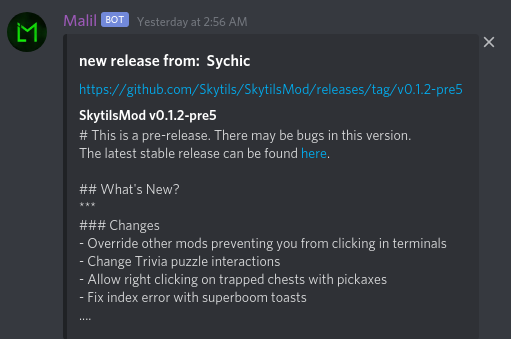 LM
Malil BOT Yesterday at 2:56 AM
new release from: Sychic
https://github.com/Skytils/SkytilsMod/releases/tag/v0.1.2-pre5
SkytilsMod v0.1.2-pre5
# This is a pre-release. There may be bugs in this version.
The latest stable release can be found here.
## What's New?
***
### Changes
- Override other mods preventing you from clicking in terminals
- Change Trivia puzzle interactions
- Allow right clicking on trapped chests with pickaxes
- Fix index error with superboom toasts
....